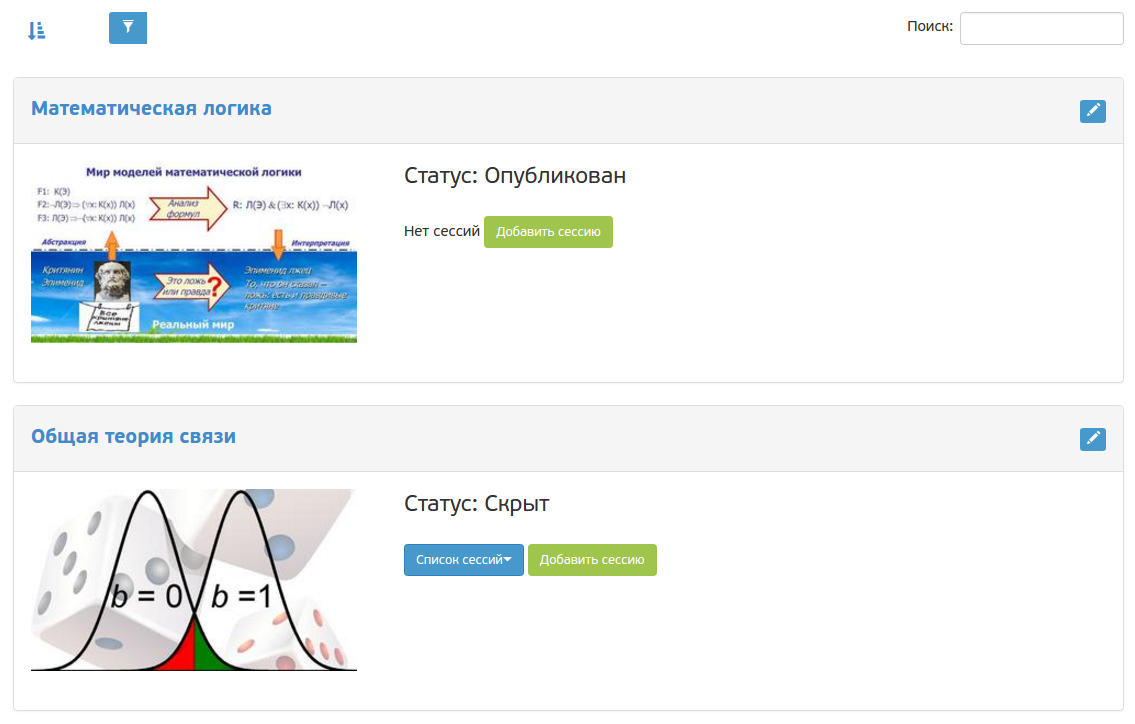 Поиск:
Математическая логика
Мир моделей математической логики
F1: К(Э)
F2:¬Л(Э)⇒ (∀x: К(x)) Л(x)
F3: Л(Э)⇒¬(∀x: К(x)) Л(x)
Анализ
формул
R: Л(Э) & (∃x: К(x)) ¬Л(x)
Абстракция
Интерпретация
Критянин
Эпименид
Это ложь
или правда
?
Эпименид лжец
То, что он сказал –
ложь: есть и правдивые
критяне
Все
критяне
лжецы
Реальный мир
Статус: Опубликован
Нет сессий Добавить сессию
Общая теория связи
b = 0 b =1
Статус: Скрыт
Список сессий Добавить сессию